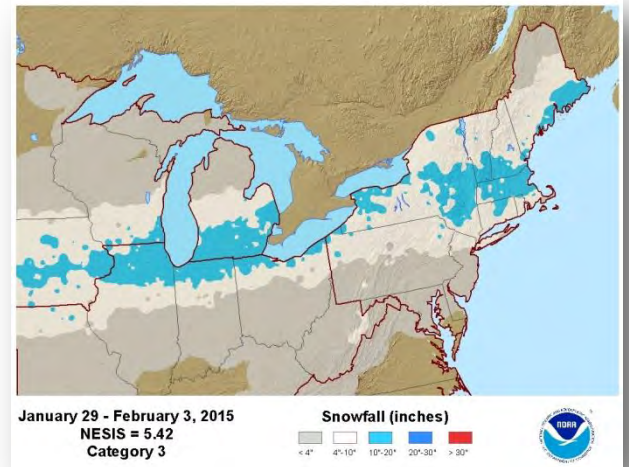 January 29 - February 3, 2015
NESIS = 5.42
Category 3
Snowfall (inches)
< 4" 4"-10" 10"-20" 20"-30" > 30"
NOAA